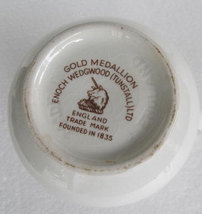 GOLD MEDALLION
ENOCH WEDGWOOD (TUNSTALL) LTD
ENGLAND
TRADE MARK
FOUNDED IN 1835